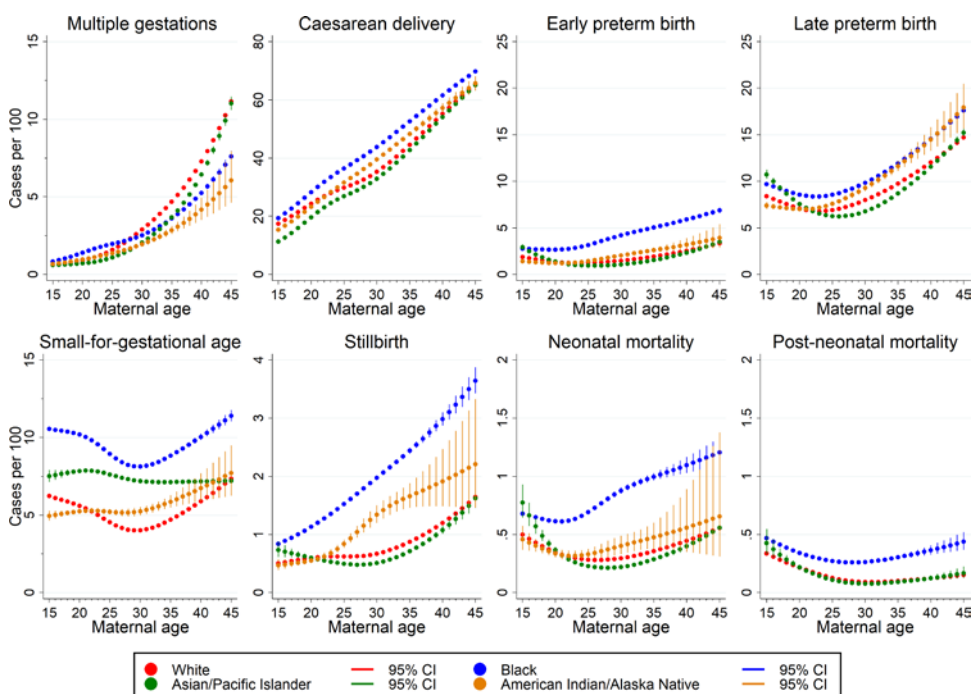 Multiple gestations
Caesarean delivery
Early preterm birth
Late preterm birth
Cases per 100
0 5 10 15
15 20 25 30 35 40 45
Maternal age
0 20 40 60 80
15 20 25 30 35 40 45
Maternal age
0 5 10 15 20 25
15 20 25 30 35 40 45
Maternal age
0 5 10 15 20 25
15 20 25 30 35 40 45
Maternal age
Small-for-gestational age
Stillbirth
Neonatal mortality
Post-neonatal mortality
Cases per 100
0 5 10 15
15 20 25 30 35 40 45
Maternal age
0 1 2 3 4
15 20 25 30 35 40 45
Maternal age
0 .5 1 1.5 2
15 20 25 30 35 40 45
Maternal age
0 .5 1 1.5 2
15 20 25 30 35 40 45
Maternal age
White 95% CI Black 95% CI
Asian/Pacific Islander 95% CI American Indian/Alaska Native 95% CI